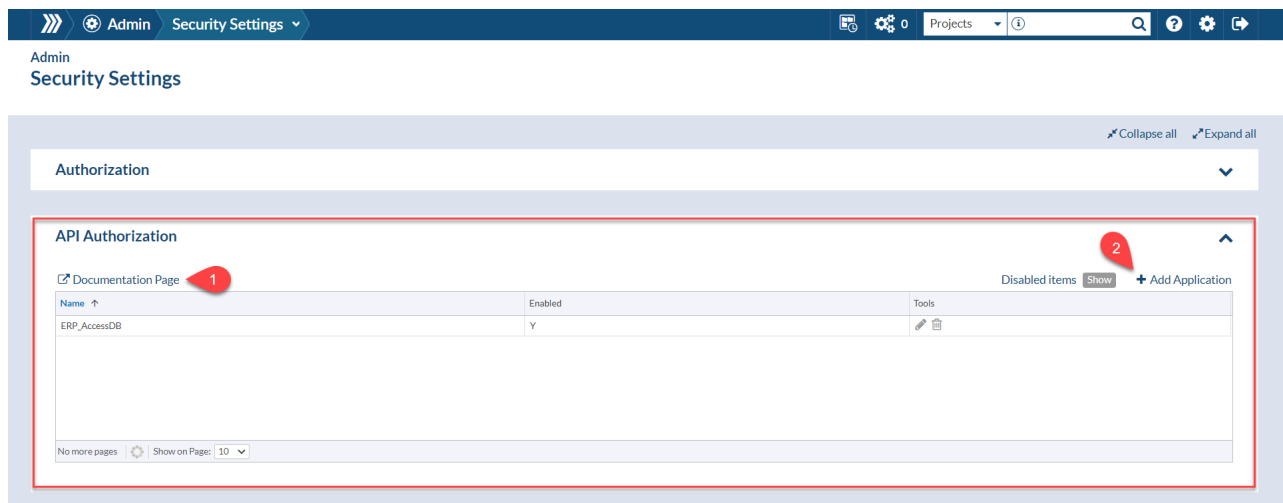 Admin Security Settings 0 Projects
Admin
Security Settings
Collapse all Expand all
Authorization
API Authorization
2
Documentation Page 1 Disabled items Show + Add Application
Name ↑ Enabled Tools
ERP_AccessDB Y
No more pages Show on Page: 10